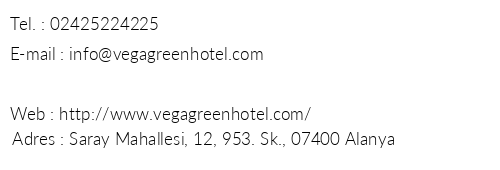 Tel. : 02425224225
E-mail : info@vegagreenhotel.com
Web : http://www.vegagreenhotel.com/
Adres : Saray Mahallesi, 12, 953. Sk., 07400 Alanya